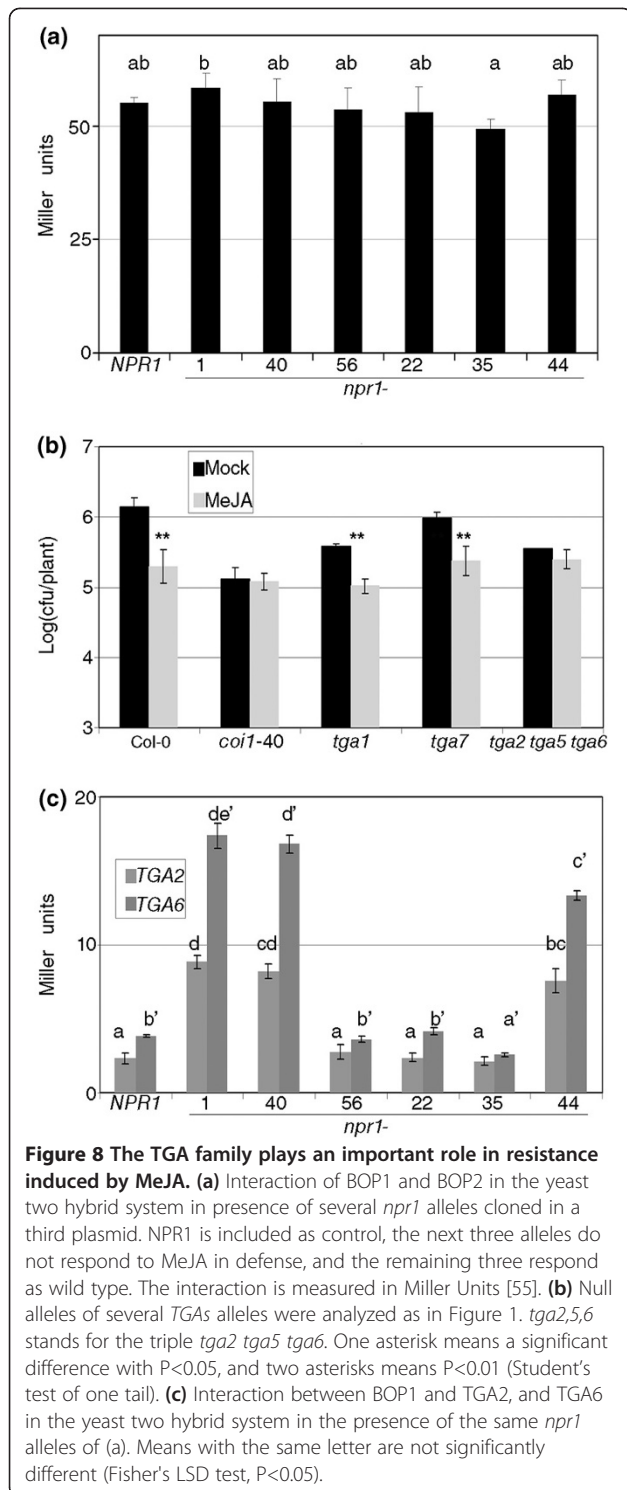 (a)
ab b ab ab ab a ab
Miller units
50
25
0
NPR1 1 40 56 22 35 44
npr1-
(b)
7
Mock
MeJA
6
5
4
3
Log(cfu/plant)
** ** **
Col-0 coi1-40 tga1 tga7 tga2 tga5 tga6
(c)
20
TGA2
TGA6
10
0
Miller units
de' d' c'
d cd bc
a b' a b' a b' a a'
NPR1 1 40 56 22 35 44
npr1-
Figure 8 The TGA family plays an important role in resistance
induced by MeJA. (a) Interaction of BOP1 and BOP2 in the yeast
two hybrid system in presence of several npr1 alleles cloned in a
third plasmid. NPR1 is included as control, the next three alleles do
not respond to MeJA in defense, and the remaining three respond
as wild type. The interaction is measured in Miller Units [55]. (b) Null
alleles of several TGAs alleles were analyzed as in Figure 1. tga2,5,6
stands for the triple tga2 tga5 tga6. One asterisk means a significant
difference with P<0.05, and two asterisks means P<0.01 (Student's
test of one tail). (c) Interaction between BOP1 and TGA2, and TGA6
in the yeast two hybrid system in the presence of the same npr1
alleles of (a). Means with the same letter are not significantly
different (Fisher's LSD test, P<0.05).